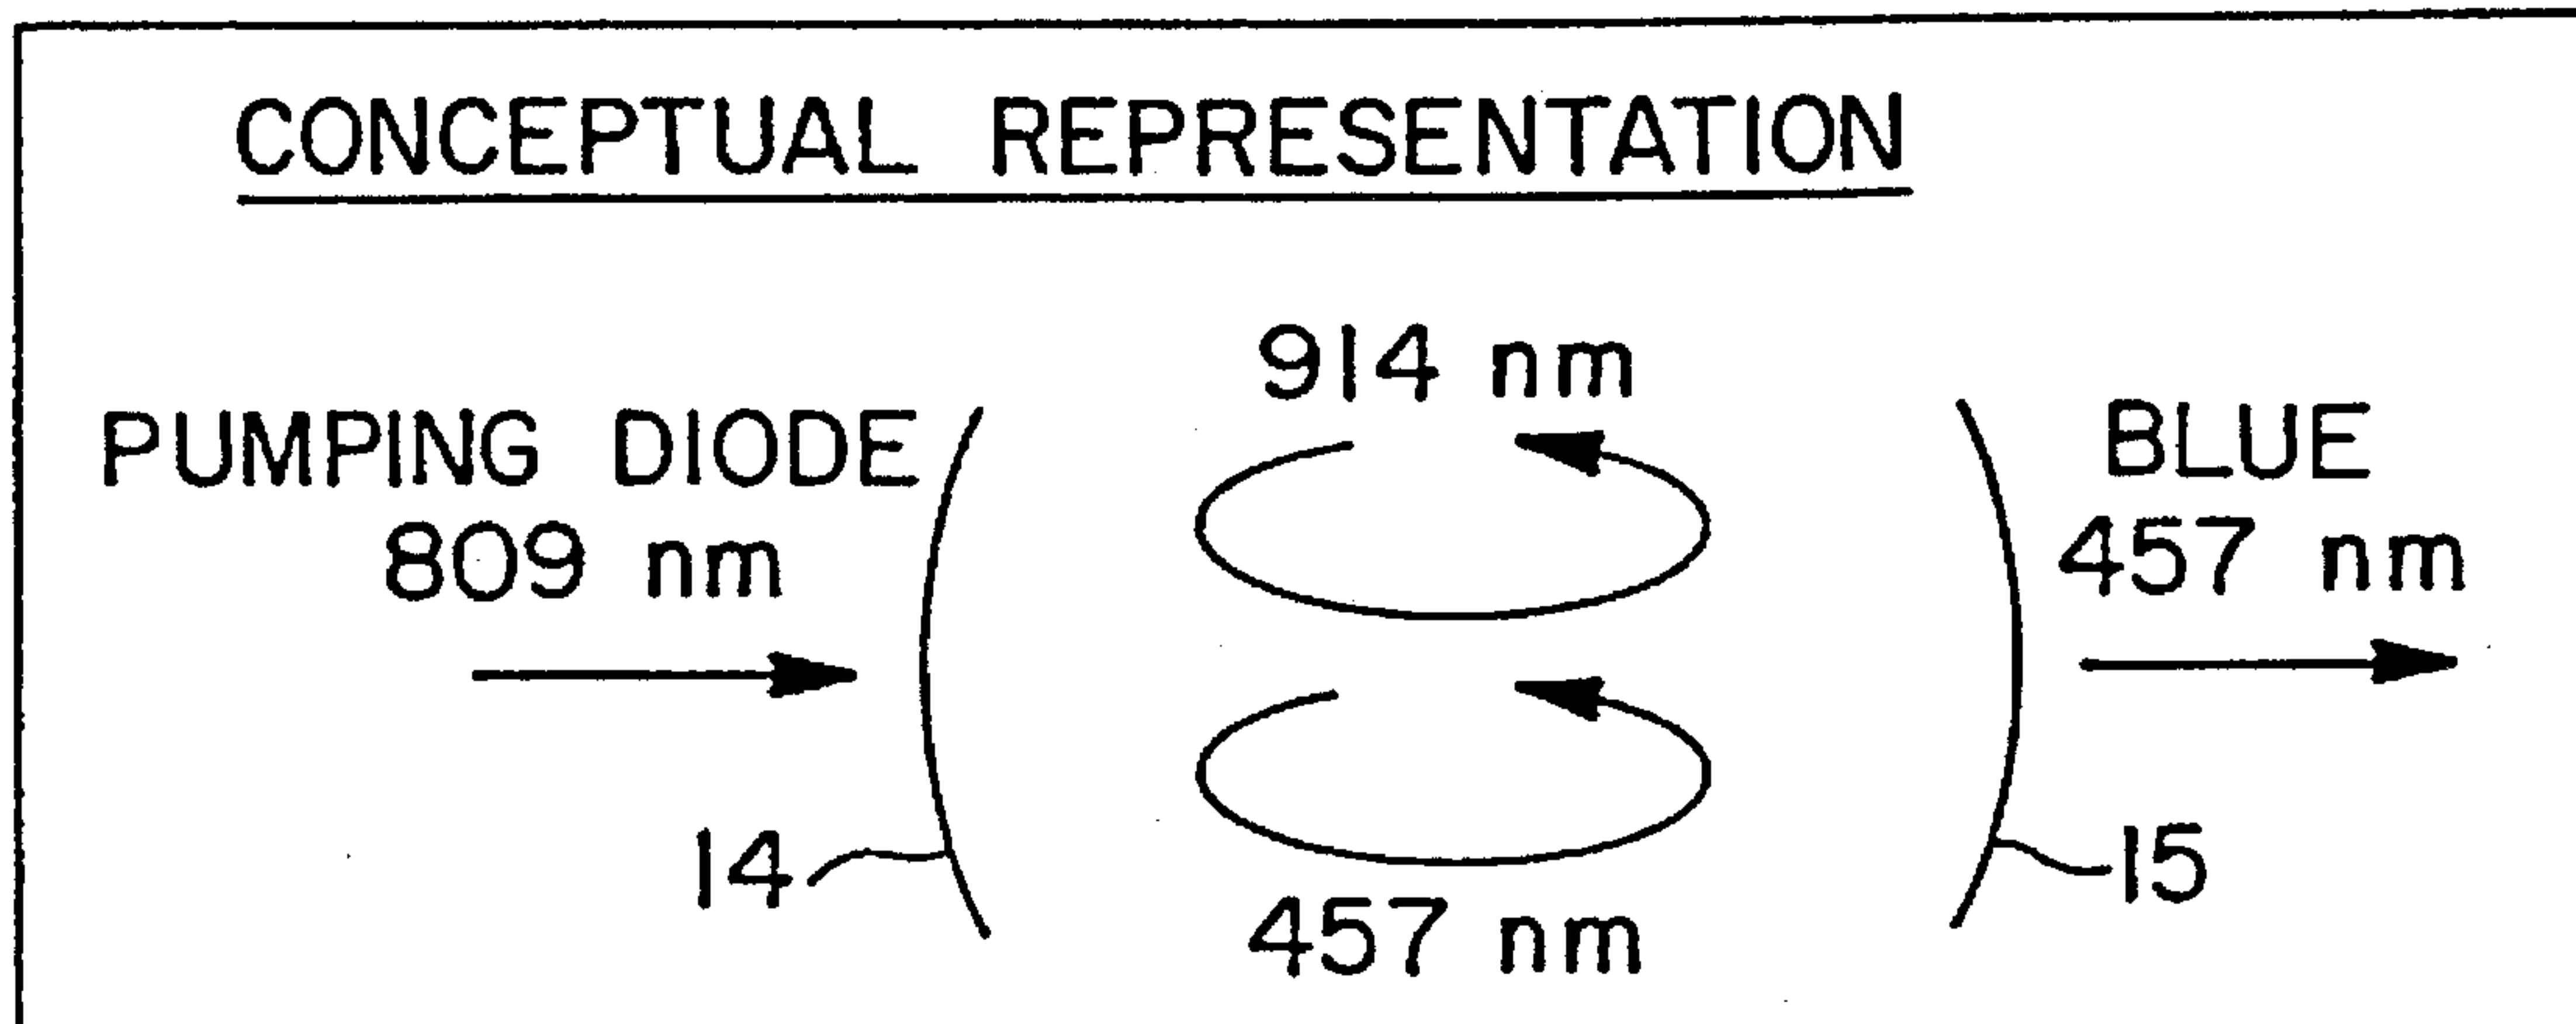 CONCEPTUAL REPRESENTATION
914 nm
PUMPING DIODE
809 nm
BLUE
457 nm
14
15
457 nm